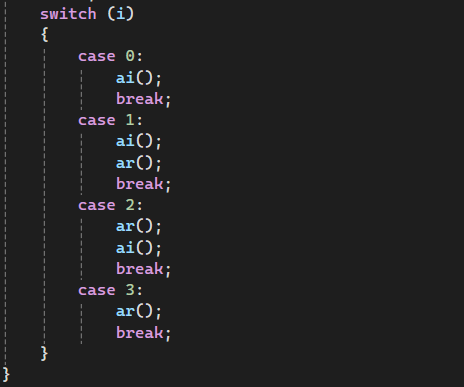 switch (i)
{
case 0:
ai();
break;
case 1:
ai();
ar();
break;
case 2:
ar();
ai();
break;
case 3:
ar();
break;
}
}